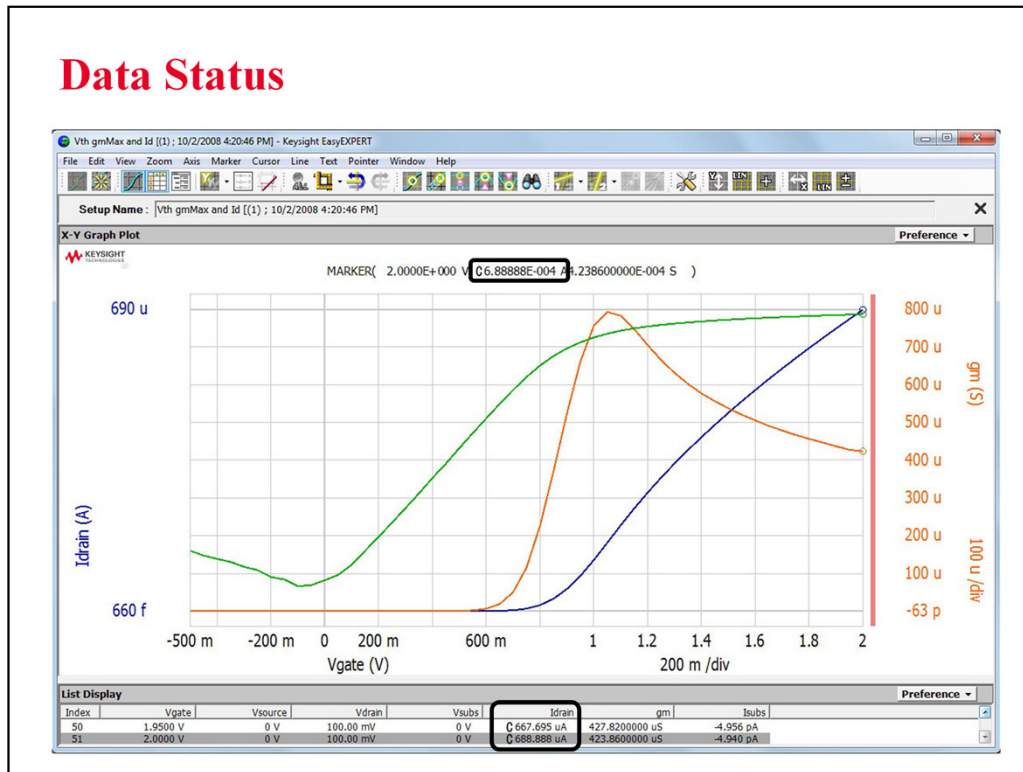 Data Status
Vth gmMax and Id [(1) ; 10/2/2008 4:20:46 PM] - Keysight EasyEXPERT
File Edit View Zoom Axis Marker Cursor Line Text Pointer Window Help
Setup Name : Vth gmMax and Id [(1) ; 10/2/2008 4:20:46 PM]
X-Y Graph Plot Preference
KEYSIGHT
TECHNOLOGIES
MARKER( 2.0000E+000 V C6.88888E-004 A4.238600000E-004 S )
690 u
660 f
Idrain (A)
800 u
700 u
600 u
500 u
400 u
300 u
200 u
100 u
-63 p
gm (S)
100 u /div
-500 m -200 m 0 200 m 600 m 1 1.2 1.4 1.6 1.8 2
Vgate (V) 200 m /div
List Display Preference
Index Vgate Vsource Vdrain Vsubs Idrain gm Isubs
50 1.9500 V 0 V 100.00 mV 0 V C 667.695 uA 427.8200000 uS -4.956 pA
51 2.0000 V 0 V 100.00 mV 0 V C 688.888 uA 423.8600000 uS -4.940 pA